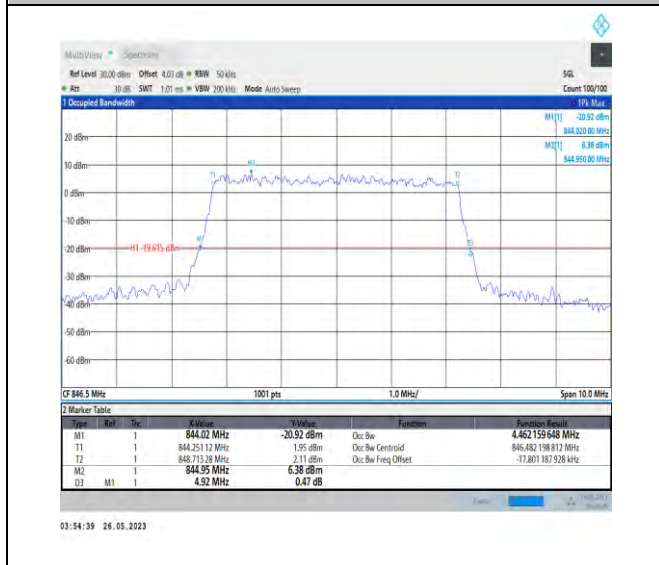 MultiView Spectrum
Ref Level 30.00 dBm Offset 4.03 dB RBW 50 kHz SGL
Att 30 dB SWT 1.01 ms VBW 200 kHz Mode Auto Sweep Count 100/100
1 Occupied Bandwidth 1Pk Max
M1[1] -20.92 dBm
844.020 00 MHz
M2[1] 6.38 dBm
844.950 00 MHz
20 dBm
10 dBm
M2
T1 T2
0 dBm
-10 dBm
M1 D3
-20 dBm H1 -19.615 dBm
-30 dBm
-40 dBm
-50 dBm
-60 dBm
CF 846.5 MHz 1001 pts 1.0 MHz/ Span 10.0 MHz
2 Marker Table
Type Ref Trc X-Value Y-Value Function Function Result
M1 1 844.02 MHz -20.92 dBm Occ Bw 4.462 159 648 MHz
T1 1 844.251 12 MHz 1.95 dBm Occ Bw Centroid 846.482 198 812 MHz
T2 1 848.713 28 MHz 2.11 dBm Occ Bw Freq Offset -17.801 187 928 kHz
M2 1 844.95 MHz 6.38 dBm
D3 M1 1 4.92 MHz 0.47 dB
03:54:39 26.05.2023